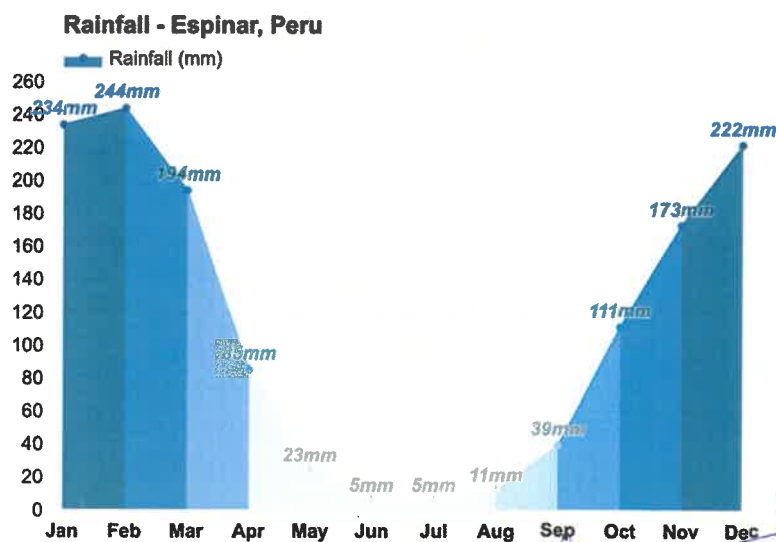 Rainfall - Espinar, Peru
Rainfall (mm)
260
240
220
200
180
160
140
120
100
80
60
40
20
0
234mm
244mm
194mm
85mm
23mm
5mm
5mm
11mm
39mm
111mm
173mm
222mm
Jan Feb Mar Apr May Jun Jul Aug Sep Oct Nov Dec